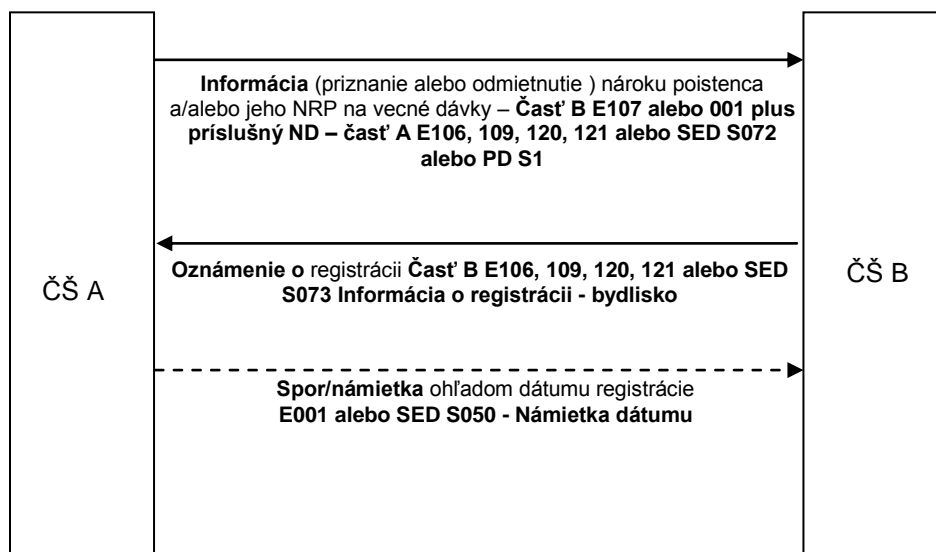 Informácia (priznanie alebo odmietnutie ) nároku poistenca
a/alebo jeho NRP na vecné dávky – Časť B E107 alebo 001 plus
príslušný ND – časť A E106, 109, 120, 121 alebo SED S072
alebo PD S1
ČŠ A
Oznámenie o registrácii Časť B E106, 109, 120, 121 alebo SED
S073 Informácia o registrácii - bydlisko
ČŠ B
Spor/námietka ohľadom dátumu registrácie
E001 alebo SED S050 - Námietka dátumu